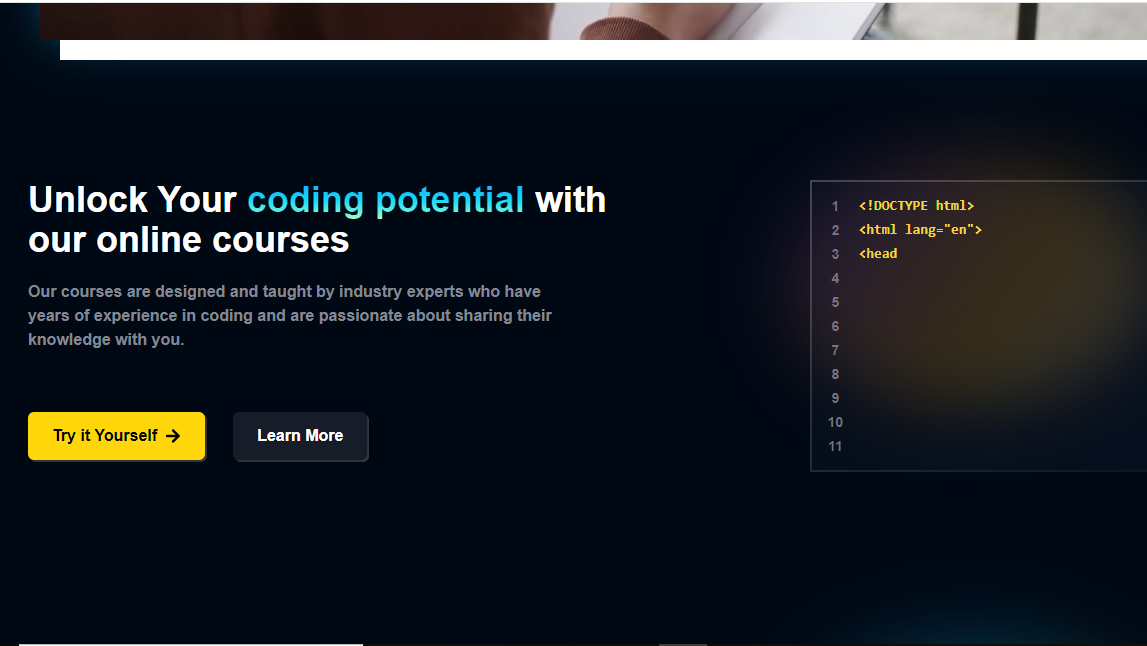 Unlock Your coding potential with
our online courses
Our courses are designed and taught by industry experts who have
years of experience in coding and are passionate about sharing their
knowledge with you.
Try it Yourself
Learn More
1 <!DOCTYPE html>
2 <html lang="en">
3 <head
4
5
6
7
8
9
10
11